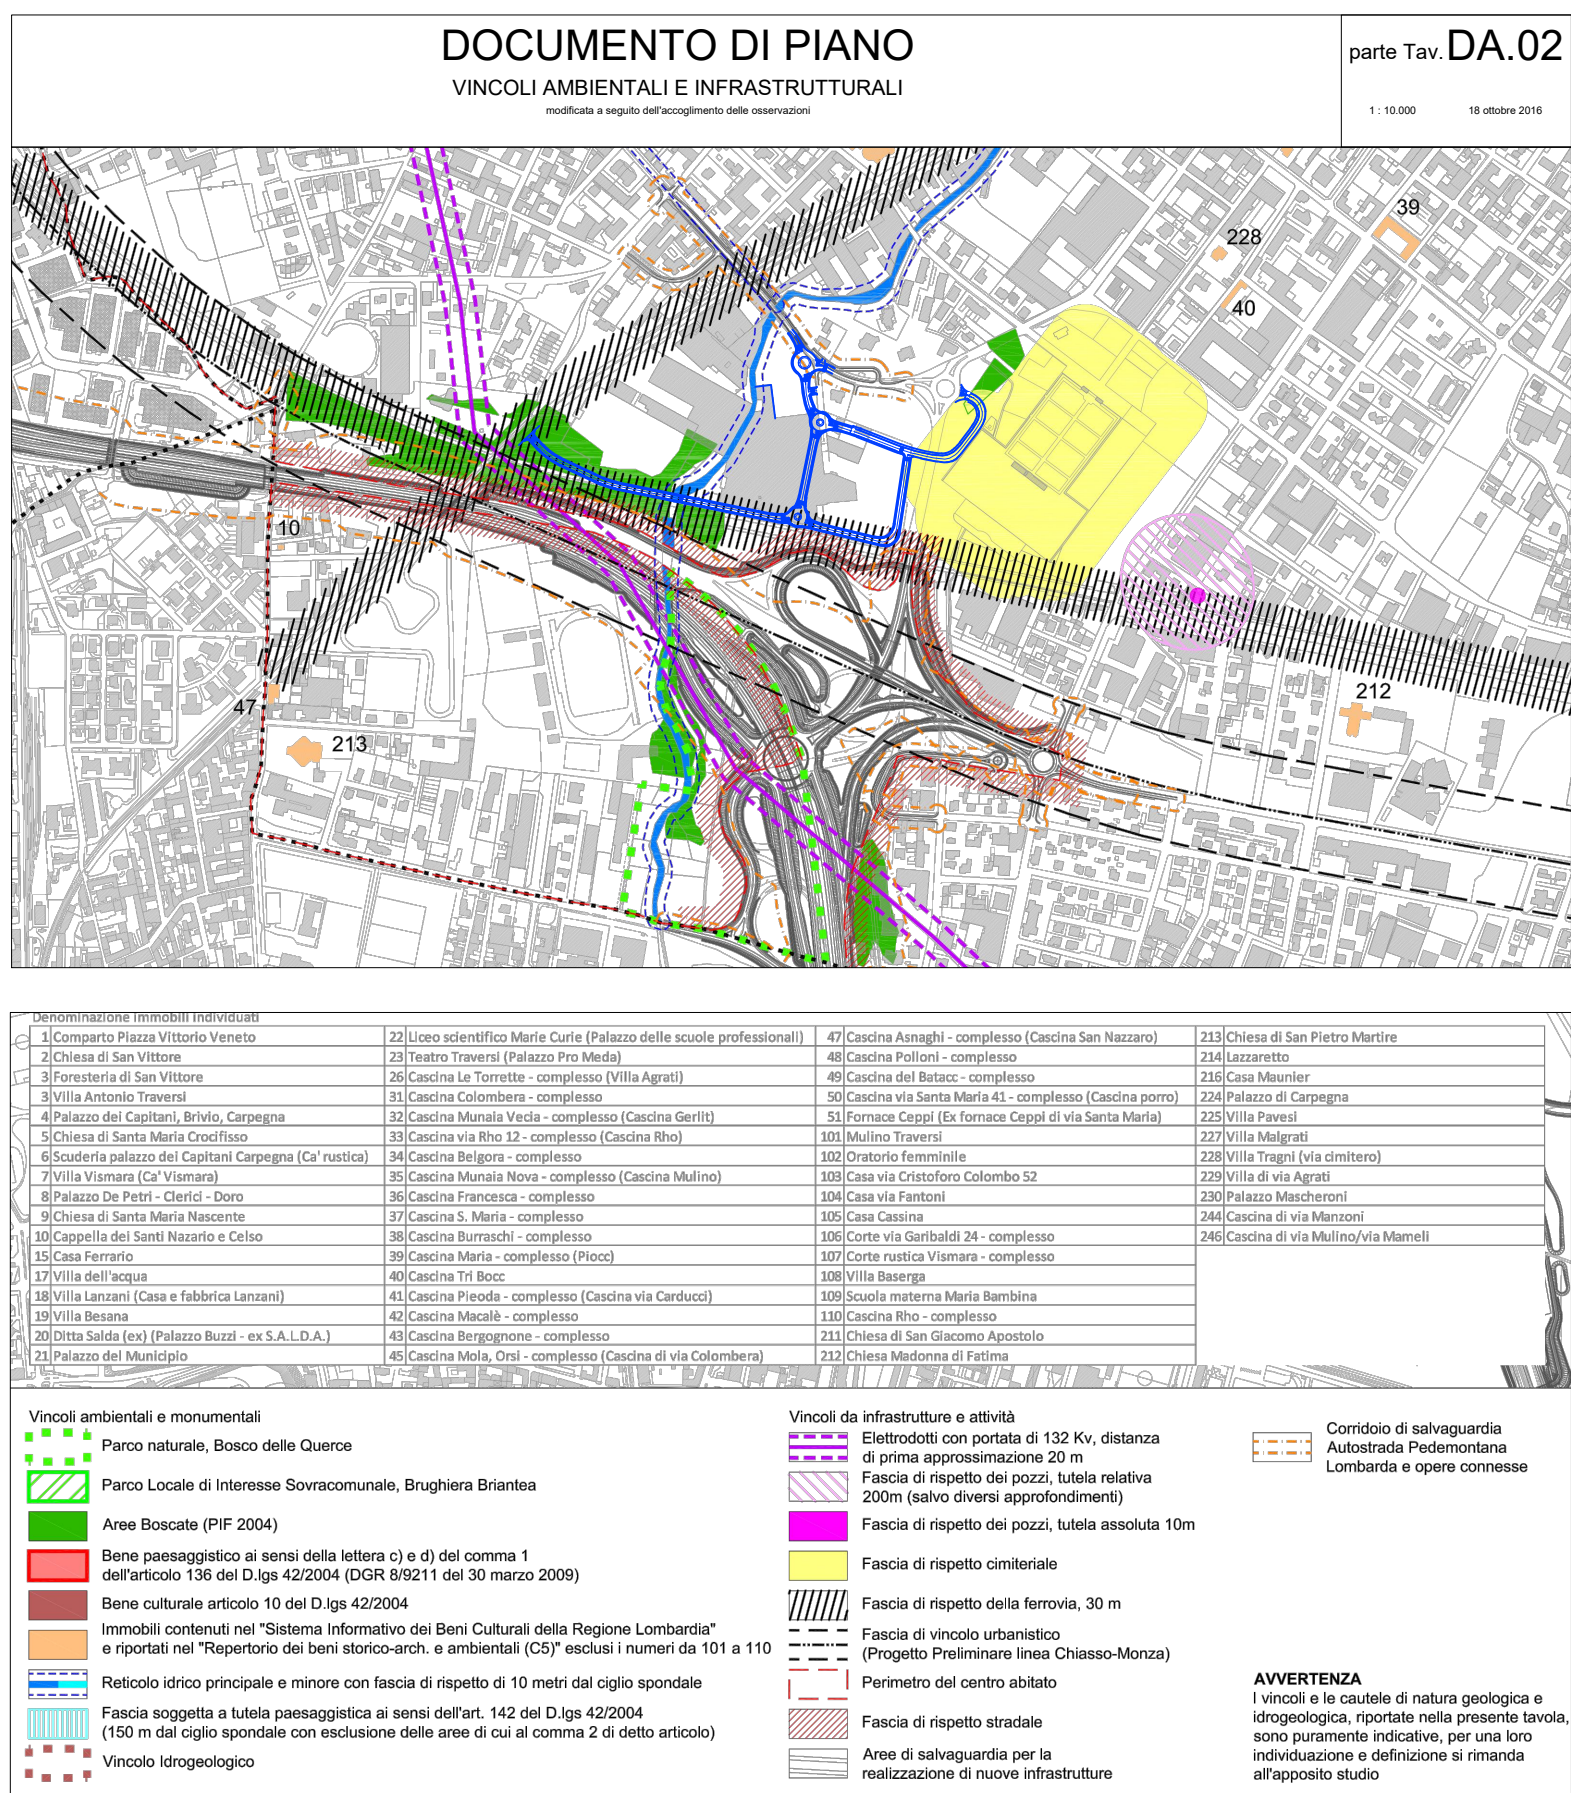 DOCUMENTO DI PIANO
VINCOLI AMBIENTALI E INFRASTRUTTURALI
modificata a seguito dell'accoglimento delle osservazioni
parte Tav. DA.02
1 : 10.000 18 ottobre 2016
39
228
40
10
47
213
212
Denominazione immobili individuati
1 Comparto Piazza Vittorio Veneto
2 Chiesa di San Vittore
3 Foresteria di San Vittore
3 Villa Antonio Traversi
4 Palazzo dei Capitani, Brivio, Carpegna
5 Chiesa di Santa Maria Crocifisso
6 Scuderia palazzo dei Capitani Carpegna (Ca' rustica)
7 Villa Vismara (Ca' Vismara)
8 Palazzo De Petri - Clerici - Doro
9 Chiesa di Santa Maria Nascente
10 Cappella dei Santi Nazario e Celso
15 Casa Ferrario
17 Villa dell'acqua
18 Villa Lanzani (Casa e fabbrica Lanzani)
19 Villa Besana
20 Ditta Salda (ex) (Palazzo Buzzi - ex S.A.L.D.A.)
21 Palazzo del Municipio
22 Liceo scientifico Marie Curie (Palazzo delle scuole professionali)
23 Teatro Traversi (Palazzo Pro Meda)
26 Cascina Le Torrette - complesso (Villa Agrati)
31 Cascina Colombera - complesso
32 Cascina Munaia Vecia - complesso (Cascina Gerlit)
33 Cascina via Rho 12 - complesso (Cascina Rho)
34 Cascina Belgora - complesso
35 Cascina Munaia Nova - complesso (Cascina Mulino)
36 Cascina Francesca - complesso
37 Cascina S. Maria - complesso
38 Cascina Burraschi - complesso
39 Cascina Maria - complesso (Piocc)
40 Cascina Tri Bocc
41 Cascina Pieoda - complesso (Cascina via Carducci)
42 Cascina Macalè - complesso
43 Cascina Bergognone - complesso
45 Cascina Mola, Orsi - complesso (Cascina di via Colombera)
47 Cascina Asnaghi - complesso (Cascina San Nazzaro)
48 Cascina Polloni - complesso
49 Cascina del Batacc - complesso
50 Cascina via Santa Maria 41 - complesso (Cascina porro)
51 Fornace Ceppi (Ex fornace Ceppi di via Santa Maria)
101 Mulino Traversi
102 Oratorio femminile
103 Casa via Cristoforo Colombo 52
104 Casa via Fantoni
105 Casa Cassina
106 Corte via Garibaldi 24 - complesso
107 Corte rustica Vismara - complesso
108 Villa Baserga
109 Scuola materna Maria Bambina
110 Cascina Rho - complesso
211 Chiesa di San Giacomo Apostolo
212 Chiesa Madonna di Fatima
213 Chiesa di San Pietro Martire
214 Lazzaretto
216 Casa Maunier
224 Palazzo di Carpegna
225 Villa Pavesi
227 Villa Malgrati
228 Villa Tragni (via cimitero)
229 Villa di via Agrati
230 Palazzo Mascheroni
244 Cascina di via Manzoni
246 Cascina di via Mulino/via Mameli
Vincoli ambientali e monumentali
Parco naturale, Bosco delle Querce
Parco Locale di Interesse Sovracomunale, Brughiera Briantea
Aree Boscate (PIF 2004)
Bene paesaggistico ai sensi della lettera c) e d) del comma 1
dell'articolo 136 del D.lgs 42/2004 (DGR 8/9211 del 30 marzo 2009)
Bene culturale articolo 10 del D.lgs 42/2004
Immobili contenuti nel "Sistema Informativo dei Beni Culturali della Regione Lombardia"
e riportati nel "Repertorio dei beni storico-arch. e ambientali (C5)" esclusi i numeri da 101 a 110
Reticolo idrico principale e minore con fascia di rispetto di 10 metri dal ciglio spondale
Fascia soggetta a tutela paesaggistica ai sensi dell'art. 142 del D.lgs 42/2004
(150 m dal ciglio spondale con esclusione delle aree di cui al comma 2 di detto articolo)
Vincolo Idrogeologico
Vincoli da infrastrutture e attività
Elettrodotti con portata di 132 Kv, distanza
di prima approssimazione 20 m
Fascia di rispetto dei pozzi, tutela relativa
200m (salvo diversi approfondimenti)
Fascia di rispetto dei pozzi, tutela assoluta 10m
Fascia di rispetto cimiteriale
Fascia di rispetto della ferrovia, 30 m
Fascia di vincolo urbanistico
(Progetto Preliminare linea Chiasso-Monza)
Perimetro del centro abitato
Fascia di rispetto stradale
Aree di salvaguardia per la
realizzazione di nuove infrastrutture
Corridoio di salvaguardia
Autostrada Pedemontana
Lombarda e opere connesse
AVVERTENZA
I vincoli e le cautele di natura geologica e
idrogeologica, riportate nella presente tavola,
sono puramente indicative, per una loro
individuazione e definizione si rimanda
all'apposito studio